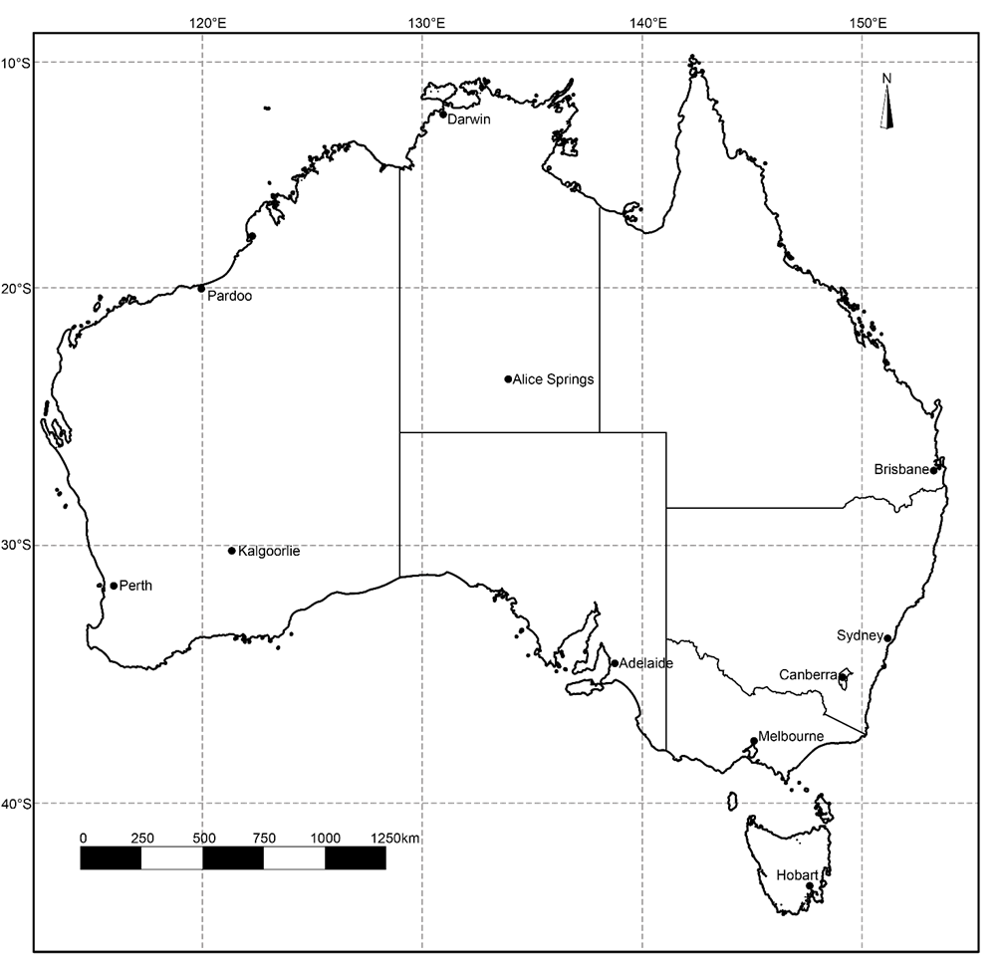 120°E 130°E 140°E 150°E
10°S
N
Darwin
20°S
Pardoo
Alice Springs
Brisbane
30°S
Kalgoorlie
Perth
Sydney
Adelaide
Canberra
Melbourne
40°S
0 250 500 750 1000 1250km
Hobart